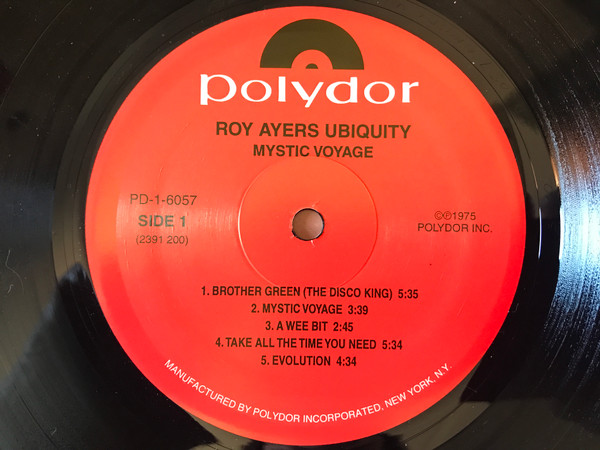 polydor
ROY AYERS UBIQUITY
MYSTIC VOYAGE
PD-1-6057
SIDE 1
(2391 200)
©℗1975
POLYDOR INC.
1. BROTHER GREEN (THE DISCO KING) 5:35
2. MYSTIC VOYAGE 3:39
3. A WEE BIT 2:45
4. TAKE ALL THE TIME YOU NEED 5:34
5. EVOLUTION 4:34
MANUFACTURED BY POLYDOR INCORPORATED, NEW YORK, N.Y.